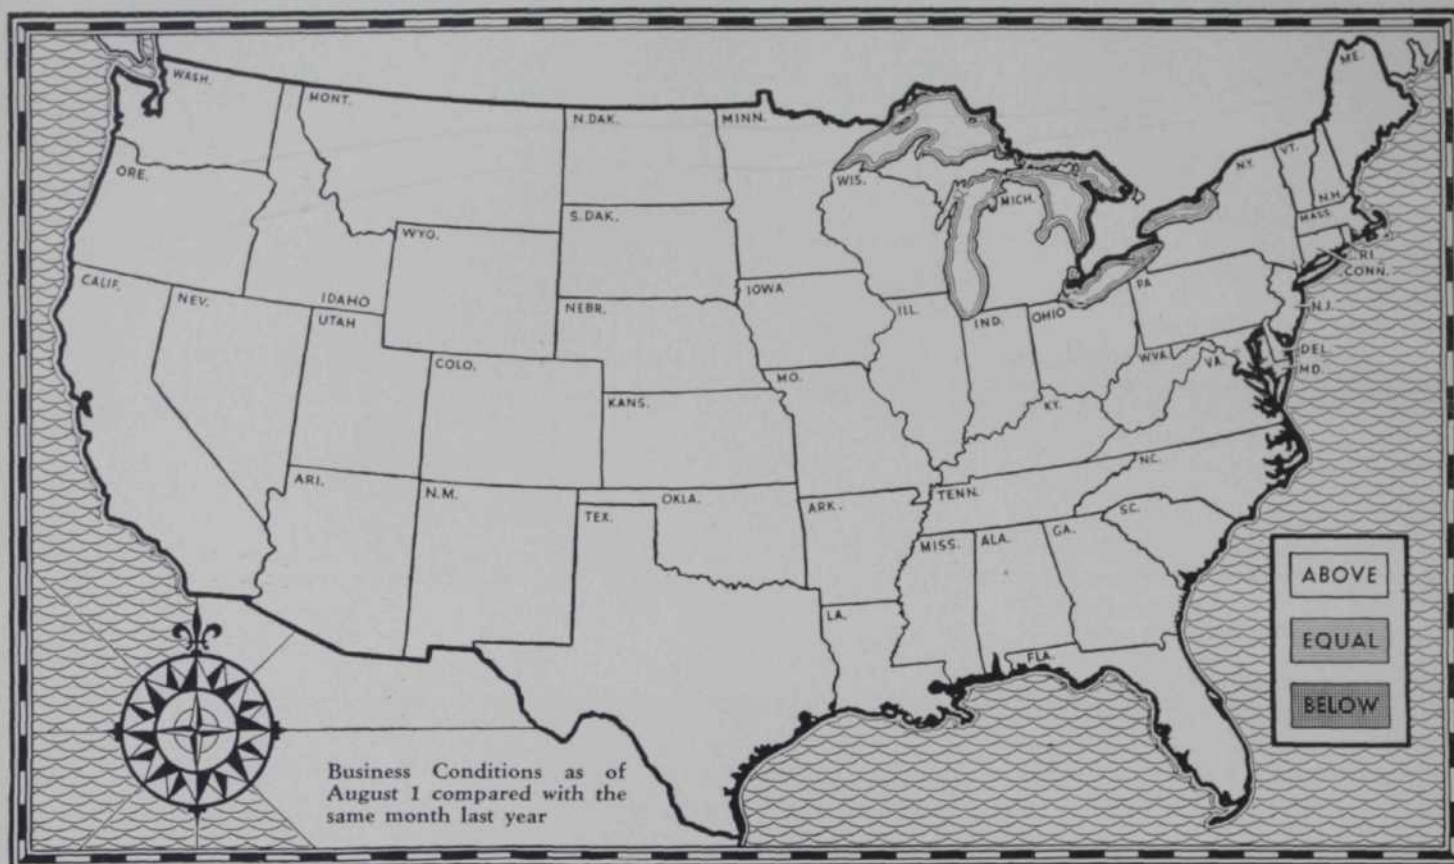 WASH.
MONT.
N.DAK.
MINN.
ME.
ORE.
WIS.
MICH.
N.Y.
VT.
N.H.
MASS.
S.DAK.
WYO.
R.I.
CONN.
CALIF.
NEV.
IDAHO
UTAH
NEBR.
IOWA
ILL.
IND.
OHIO
PA.
N.J.
COLO.
W.VA.
VA.
DEL.
MD.
KANS.
MO.
KY.
ARI.
N.M.
OKLA.
TEX.
ARK.
TENN.
N.C.
S.C.
MISS.
ALA.
GA.
LA.
FLA.
ABOVE
EQUAL
BELOW
Business Conditions as of
August 1 compared with the
same month last year